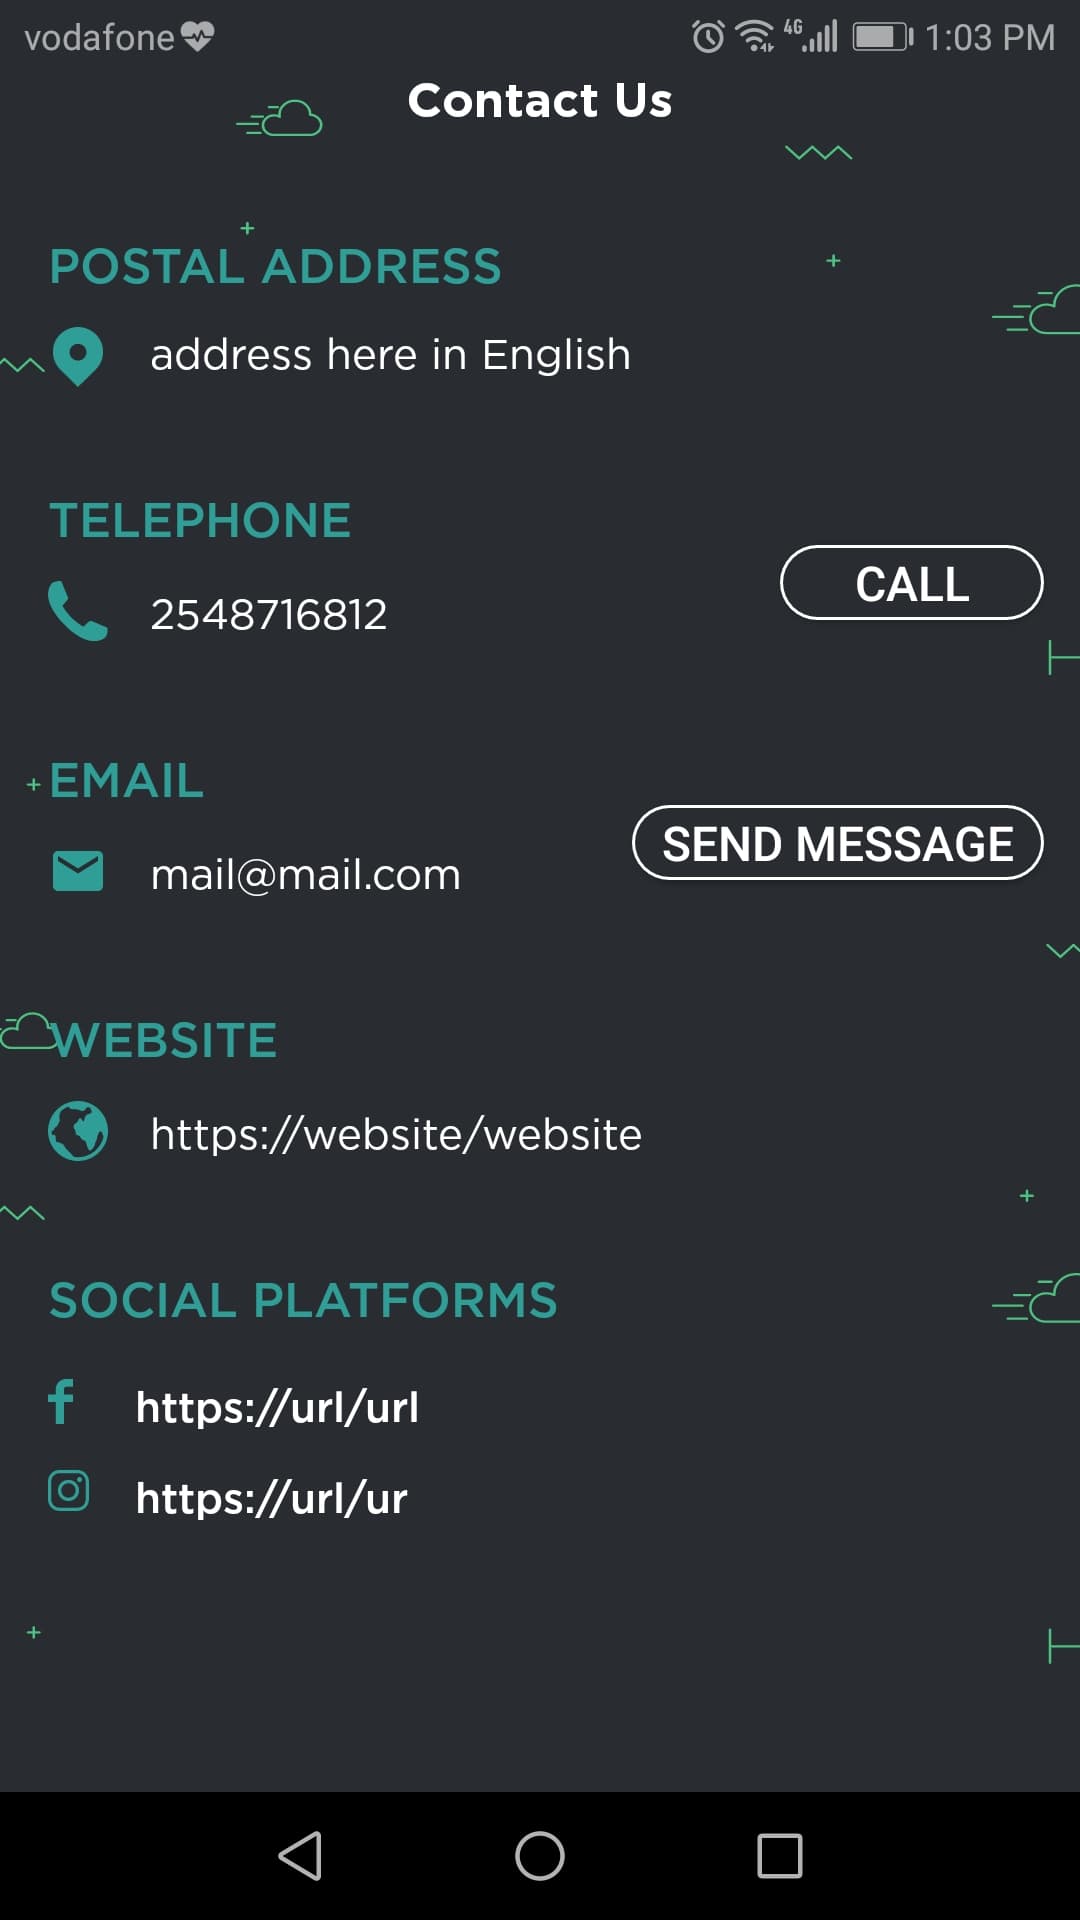 vodafone 4G 1:03 PM
Contact Us
POSTAL ADDRESS
address here in English
TELEPHONE
2548716812
CALL
EMAIL
mail@mail.com
SEND MESSAGE
WEBSITE
https://website/website
SOCIAL PLATFORMS
https://url/url
https://url/ur